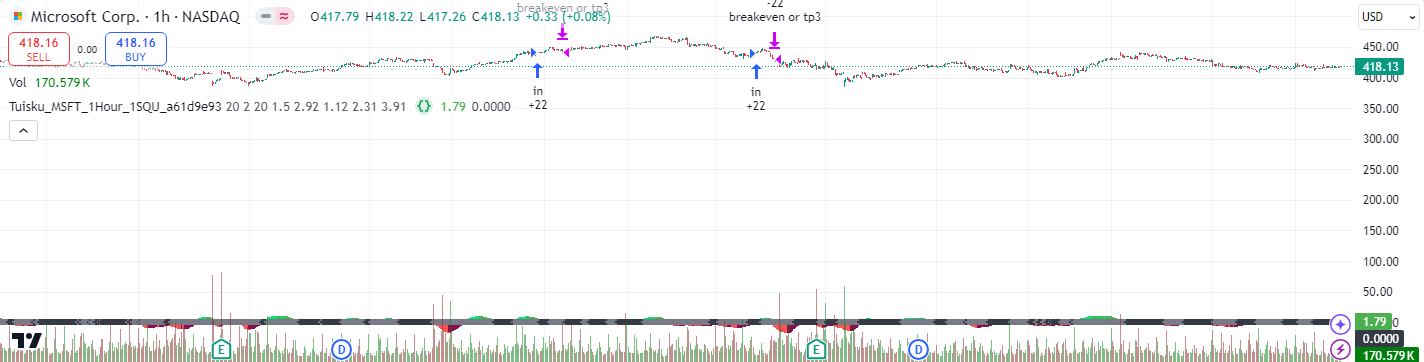 Microsoft Corp. · 1h · NASDAQ
O417.79 H418.22 L417.26 C418.13 +0.33 (+0.08%)
418.16
SELL
0.00
418.16
BUY
Vol 170.579 K
Tuisku_MSFT_1Hour_1SQU_a61d9e93 20 2 20 1.5 2.92 1.12 2.31 3.91 {} 1.79 0.0000
breakeven or tp3
in
+22
-22
breakeven or tp3
in
+22
USD
450.00
418.13
400.00
350.00
300.00
250.00
200.00
150.00
100.00
50.00
1.79
0.0000
170.579 K
E
D
E
D